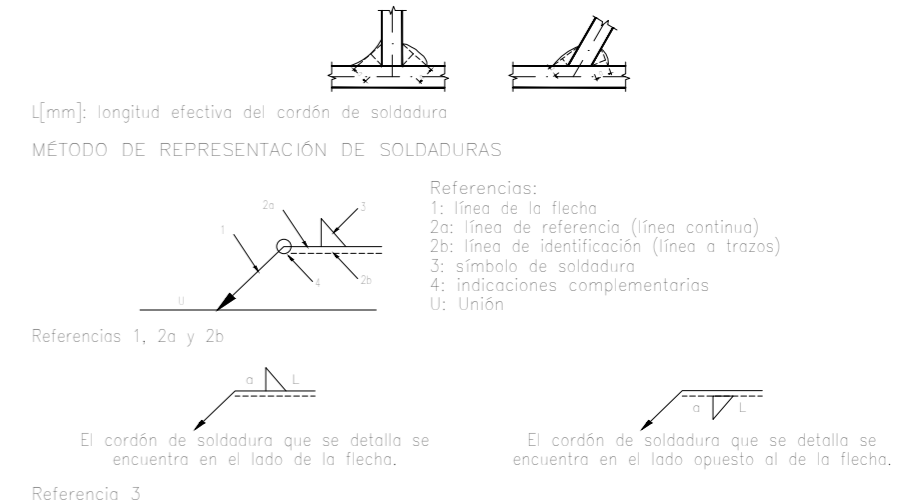 L[mm]: longitud efectiva del cordón de soldadura
MÉTODO DE REPRESENTACIÓN DE SOLDADURAS
2a
3
1
4
2b
U
Referencias:
1: línea de la flecha
2a: línea de referencia (línea continua)
2b: línea de identificación (línea a trazos)
3: símbolo de soldadura
4: indicaciones complementarias
U: Unión
Referencias 1, 2a y 2b
a L
El cordón de soldadura que se detalla se
encuentra en el lado de la flecha.
a L
El cordón de soldadura que se detalla se
encuentra en el lado opuesto al de la flecha.
Referencia 3